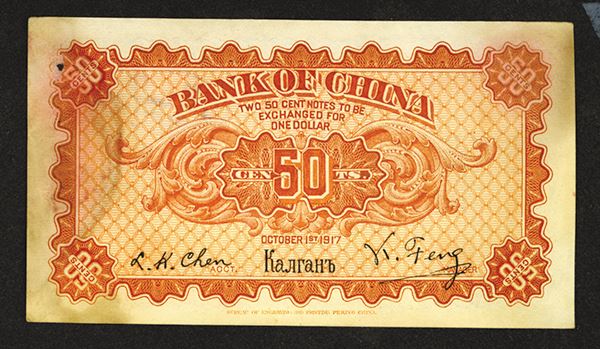 50 CENTS 50 CENTS
BANK OF CHINA
TWO 50 CENT NOTES TO BE
EXCHANGED FOR
ONE DOLLAR
CEN 50 TS.
OCTOBER 1ST 1917
L. K. Chen ACCT. Калганъ K. Feng MANAGER
50 CENTS 50 CENTS
BUREAU OF ENGRAVING AND PRINTING PEKING CHINA.